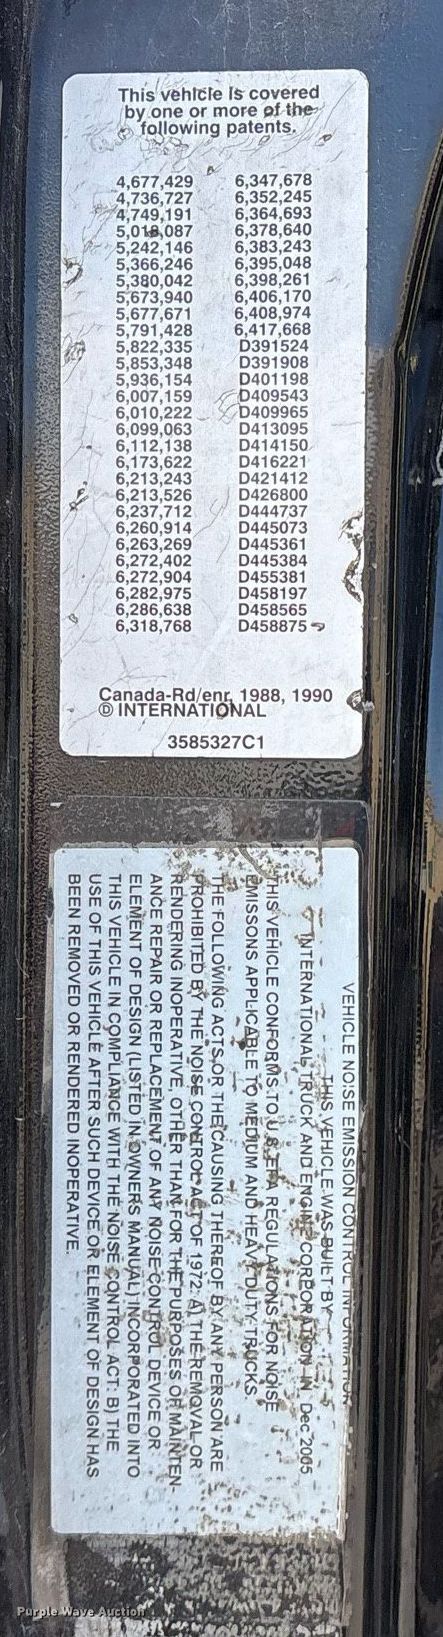 This vehicle is covered
by one or more of the
following patents.
4,677,429 6,347,678
4,736,727 6,352,245
4,749,191 6,364,693
5,018,087 6,378,640
5,242,146 6,383,243
5,366,246 6,395,048
5,380,042 6,398,261
5,673,940 6,406,170
5,677,671 6,408,974
5,791,428 6,417,668
5,822,335 D391524
5,853,348 D391908
5,936,154 D401198
6,007,159 D409543
6,010,222 D409965
6,099,063 D413095
6,112,138 D414150
6,173,622 D416221
6,213,243 D421412
6,213,526 D426800
6,237,712 D444737
6,260,914 D445073
6,263,269 D445361
6,272,402 D445384
6,272,904 D455381
6,282,975 D458197
6,286,638 D458565
6,318,768 D458875
Canada-Rd/enr, 1988, 1990
© INTERNATIONAL
3585327C1
VEHICLE NOISE EMISSION CONTROL INFORMATION
THIS VEHICLE WAS BUILT BY
INTERNATIONAL TRUCK AND ENGINE CORPORATION IN Dec 2005
THIS VEHICLE CONFORMS TO U.S. EPA REGULATIONS FOR NOISE
EMISSONS APPLICABLE TO MEDIUM AND HEAVY DUTY TRUCKS
THE FOLLOWING ACTS OR THE CAUSING THEREOF BY ANY PERSON ARE
PROHIBITED BY THE NOISE CONTROL ACT OF 1972: A) THE REMOVAL OR
RENDERING INOPERATIVE, OTHER THAN FOR THE PURPOSES OF MAINTEN-
ANCE REPAIR OR REPLACEMENT OF ANY NOISE CONTROL DEVICE OR
ELEMENT OF DESIGN (LISTED IN OWNERS MANUAL) INCORPORATED INTO
THIS VEHICLE IN COMPLIANCE WITH THE NOISE CONTROL ACT: B) THE
USE OF THIS VEHICLE AFTER SUCH DEVICE OR ELEMENT OF DESIGN HAS
BEEN REMOVED OR RENDERED INOPERATIVE.
Purple Wave Auction